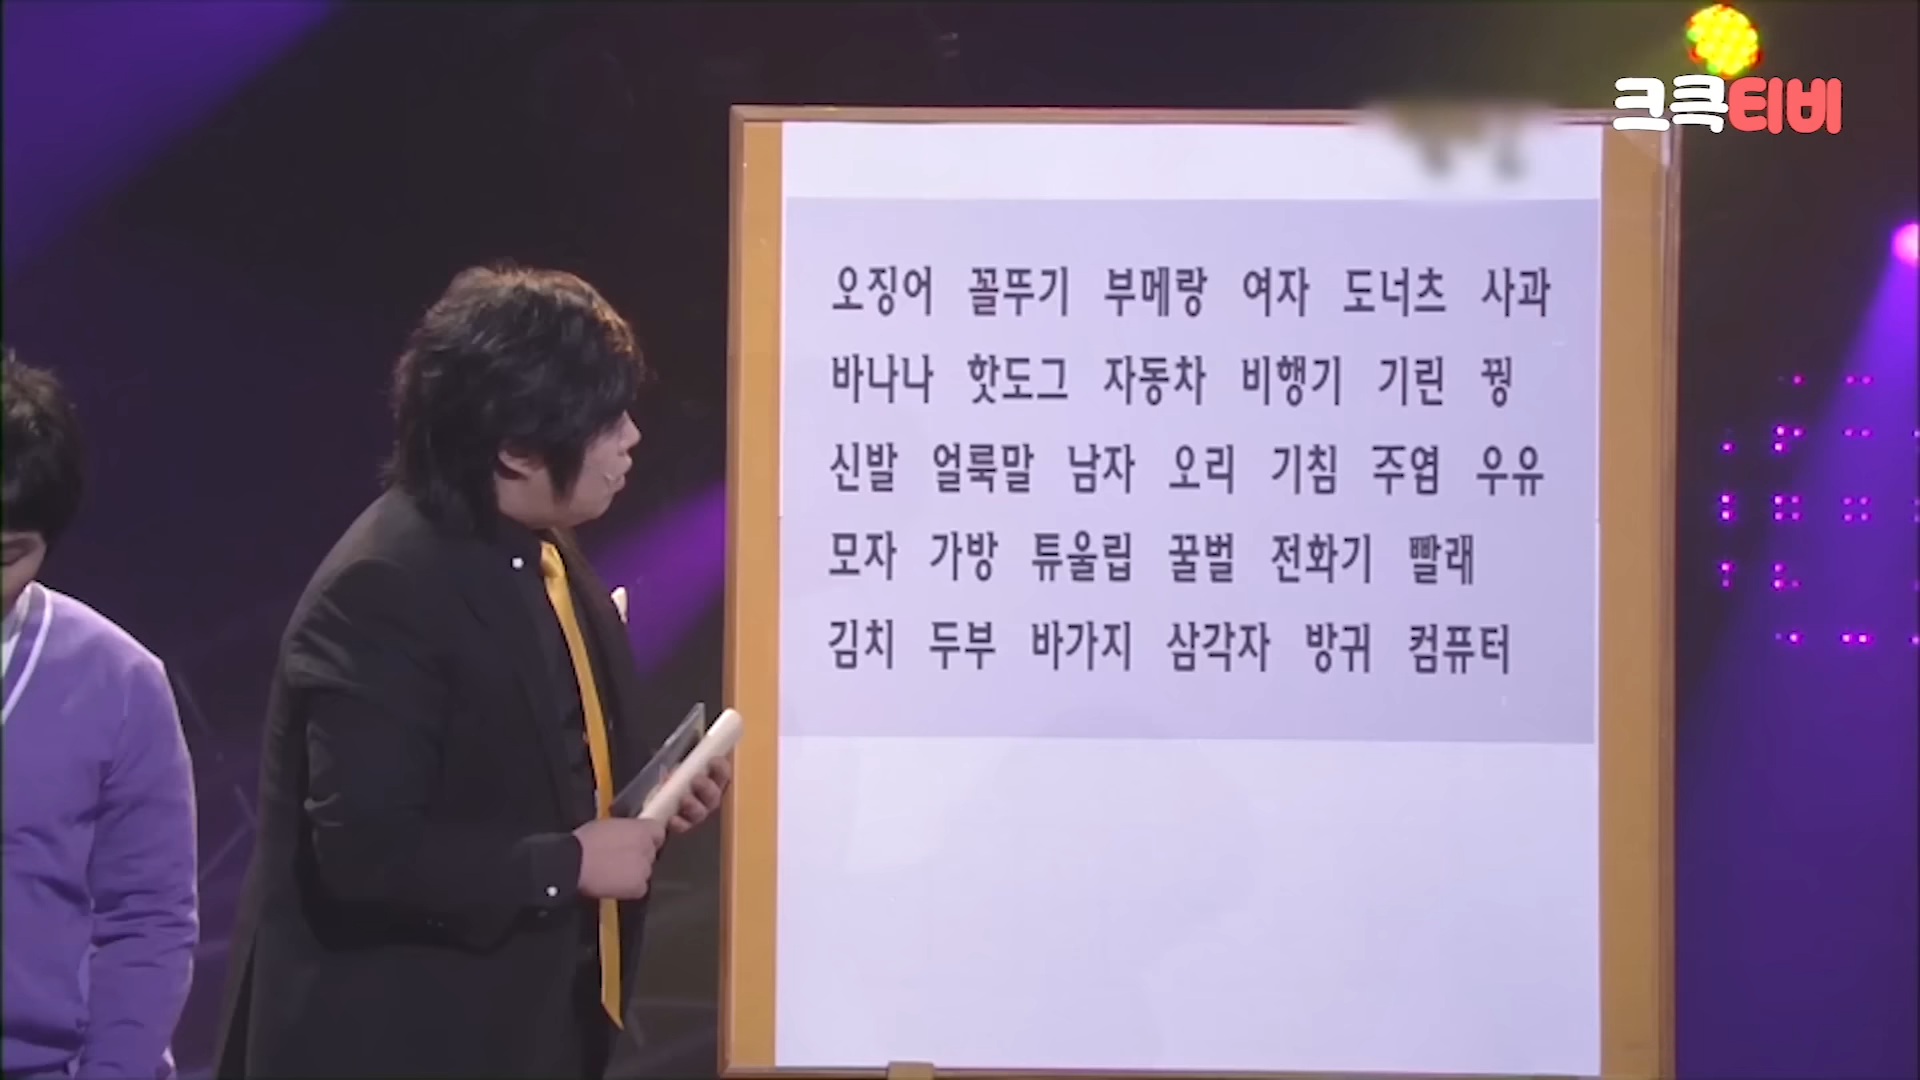 크큭티비
오징어 꼴뚜기 부메랑 여자 도너츠 사과
바나나 핫도그 자동차 비행기 기린 꿩
신발 얼룩말 남자 오리 기침 주엽 우유
모자 가방 튜울립 꿀벌 전화기 빨래
김치 두부 바가지 삼각자 방귀 컴퓨터